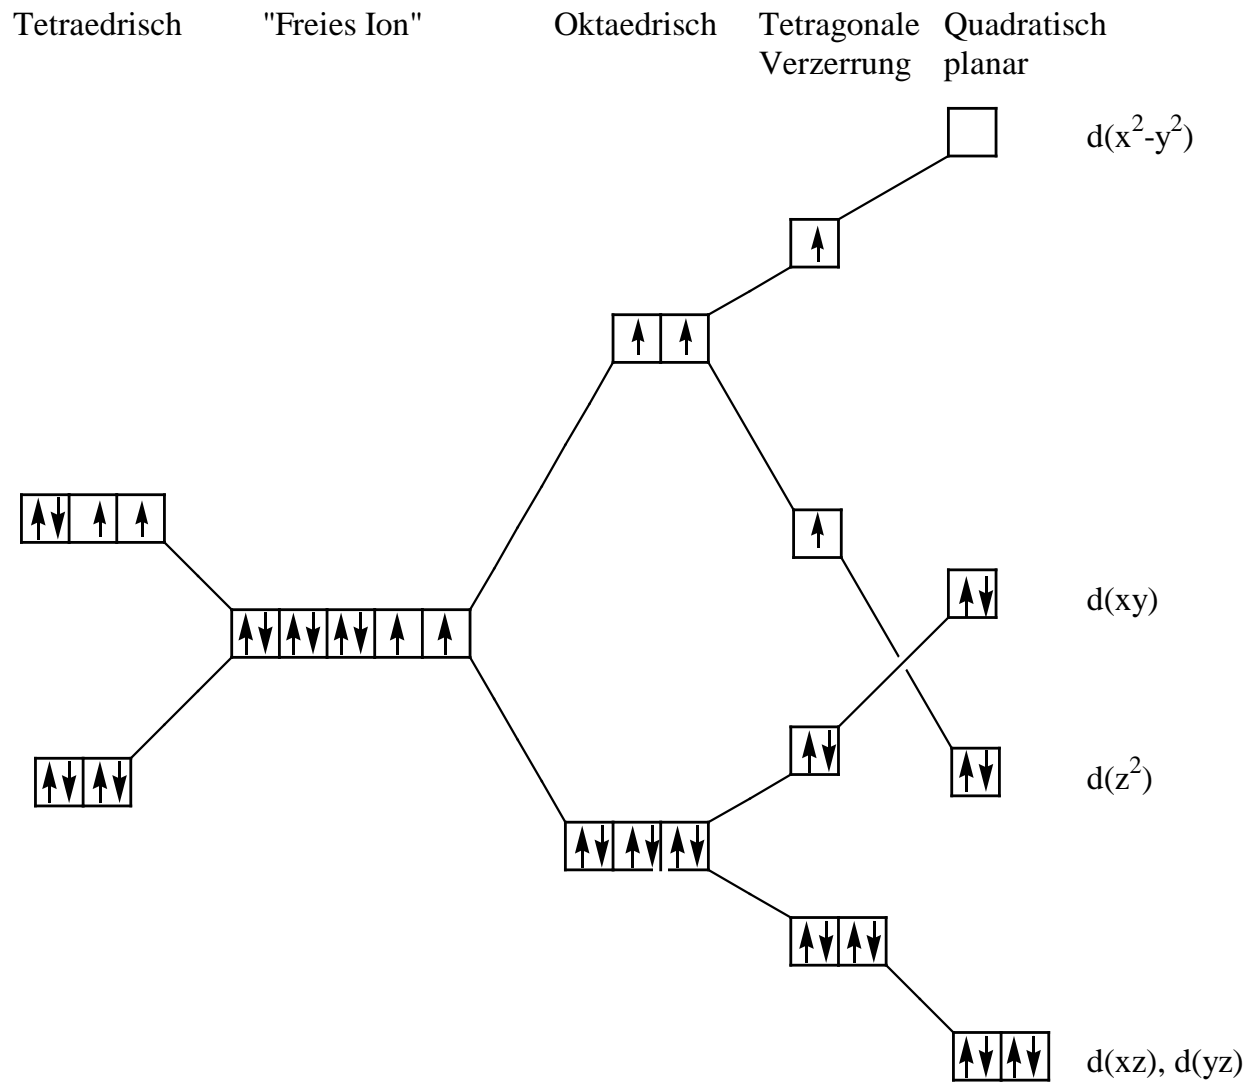 Tetraedrisch "Freies Ion" Oktaedrisch Tetragonale Quadratisch
Verzerrung planar
d(x²-y²)
d(xy)
d(z²)
d(xz), d(yz)